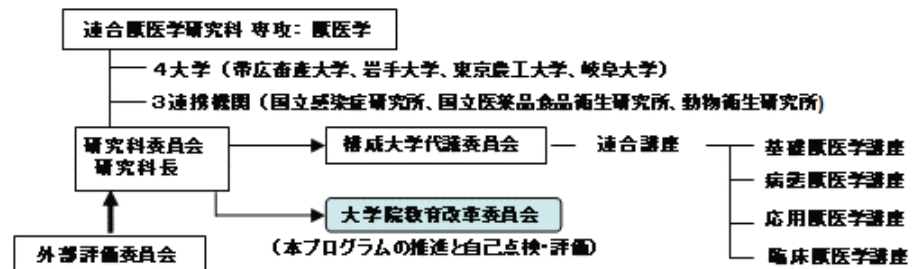 連合獣医学研究科 専攻: 獣医学
4大学（帯広畜産大学、岩手大学、東京農工大学、岐阜大学）
3連携機関（国立感染症研究所、国立医薬品食品衛生研究所、動物衛生研究所)
研究科委員会
研究科長
構成大学代議委員会
連合講座
基礎獣医学講座
病態獣医学講座
応用獣医学講座
臨床獣医学講座
大学院教育改革委員会
（本プログラムの推進と自己点検・評価）
外部評価委員会